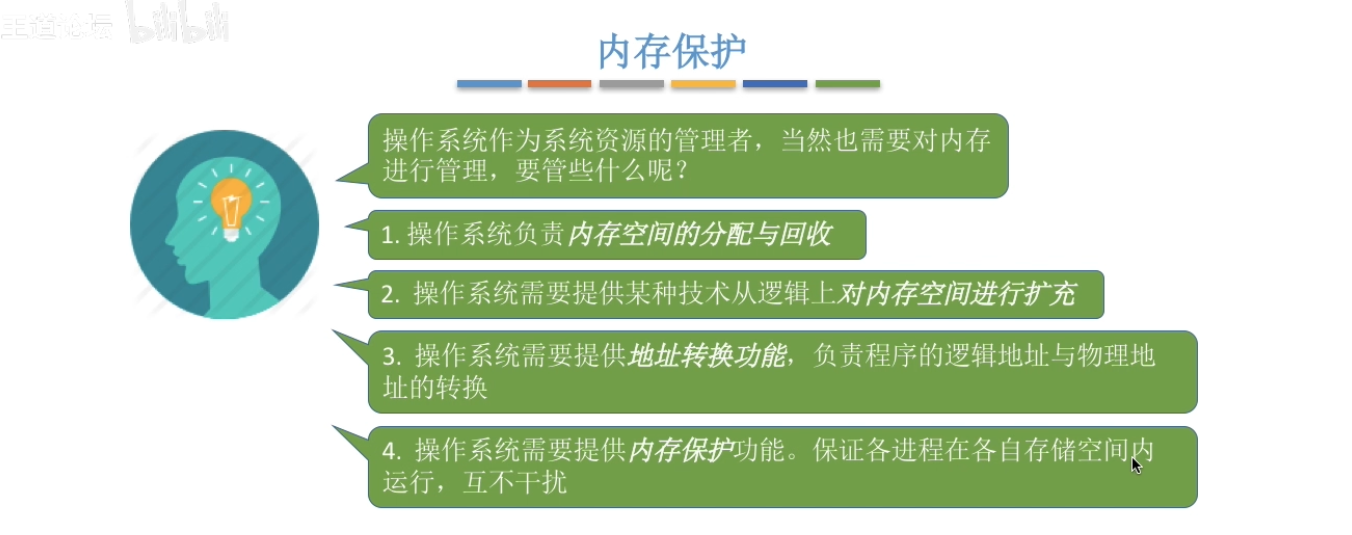 王道论坛 bilibili
内存保护
操作系统作为系统资源的管理者，当然也需要对内存
进行管理，要管些什么呢？
1. 操作系统负责内存空间的分配与回收
2. 操作系统需要提供某种技术从逻辑上对内存空间进行扩充
3. 操作系统需要提供地址转换功能，负责程序的逻辑地址与物理地
址的转换
4. 操作系统需要提供内存保护功能。保证各进程在各自存储空间内
运行，互不干扰